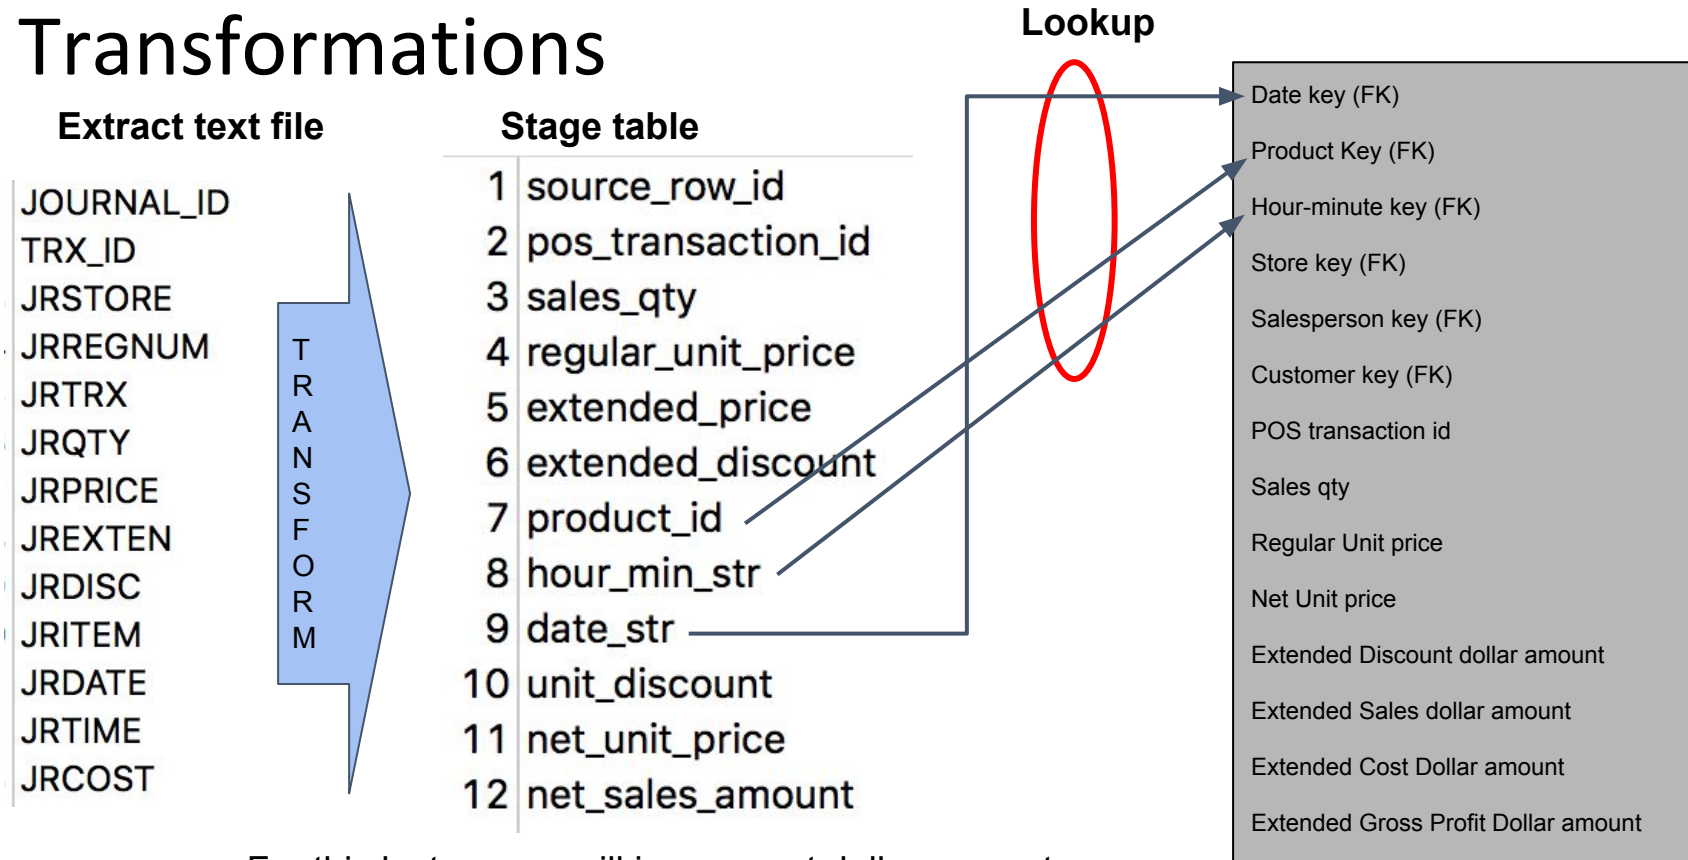 Transformations
Lookup
Extract text file
Stage table
JOURNAL_ID
TRX_ID
JRSTORE
JRREGNUM
JRTRX
JRQTY
JRPRICE
JREXTEN
JRDISC
JRITEM
JRDATE
JRTIME
JRCOST
T
R
A
N
S
F
O
R
M
1 source_row_id
2 pos_transaction_id
3 sales_qty
4 regular_unit_price
5 extended_price
6 extended_discount
7 product_id
8 hour_min_str
9 date_str
10 unit_discount
11 net_unit_price
12 net_sales_amount
Date key (FK)
Product Key (FK)
Hour-minute key (FK)
Store key (FK)
Salesperson key (FK)
Customer key (FK)
POS transaction id
Sales qty
Regular Unit price
Net Unit price
Extended Discount dollar amount
Extended Sales dollar amount
Extended Cost Dollar amount
Extended Gross Profit Dollar amount